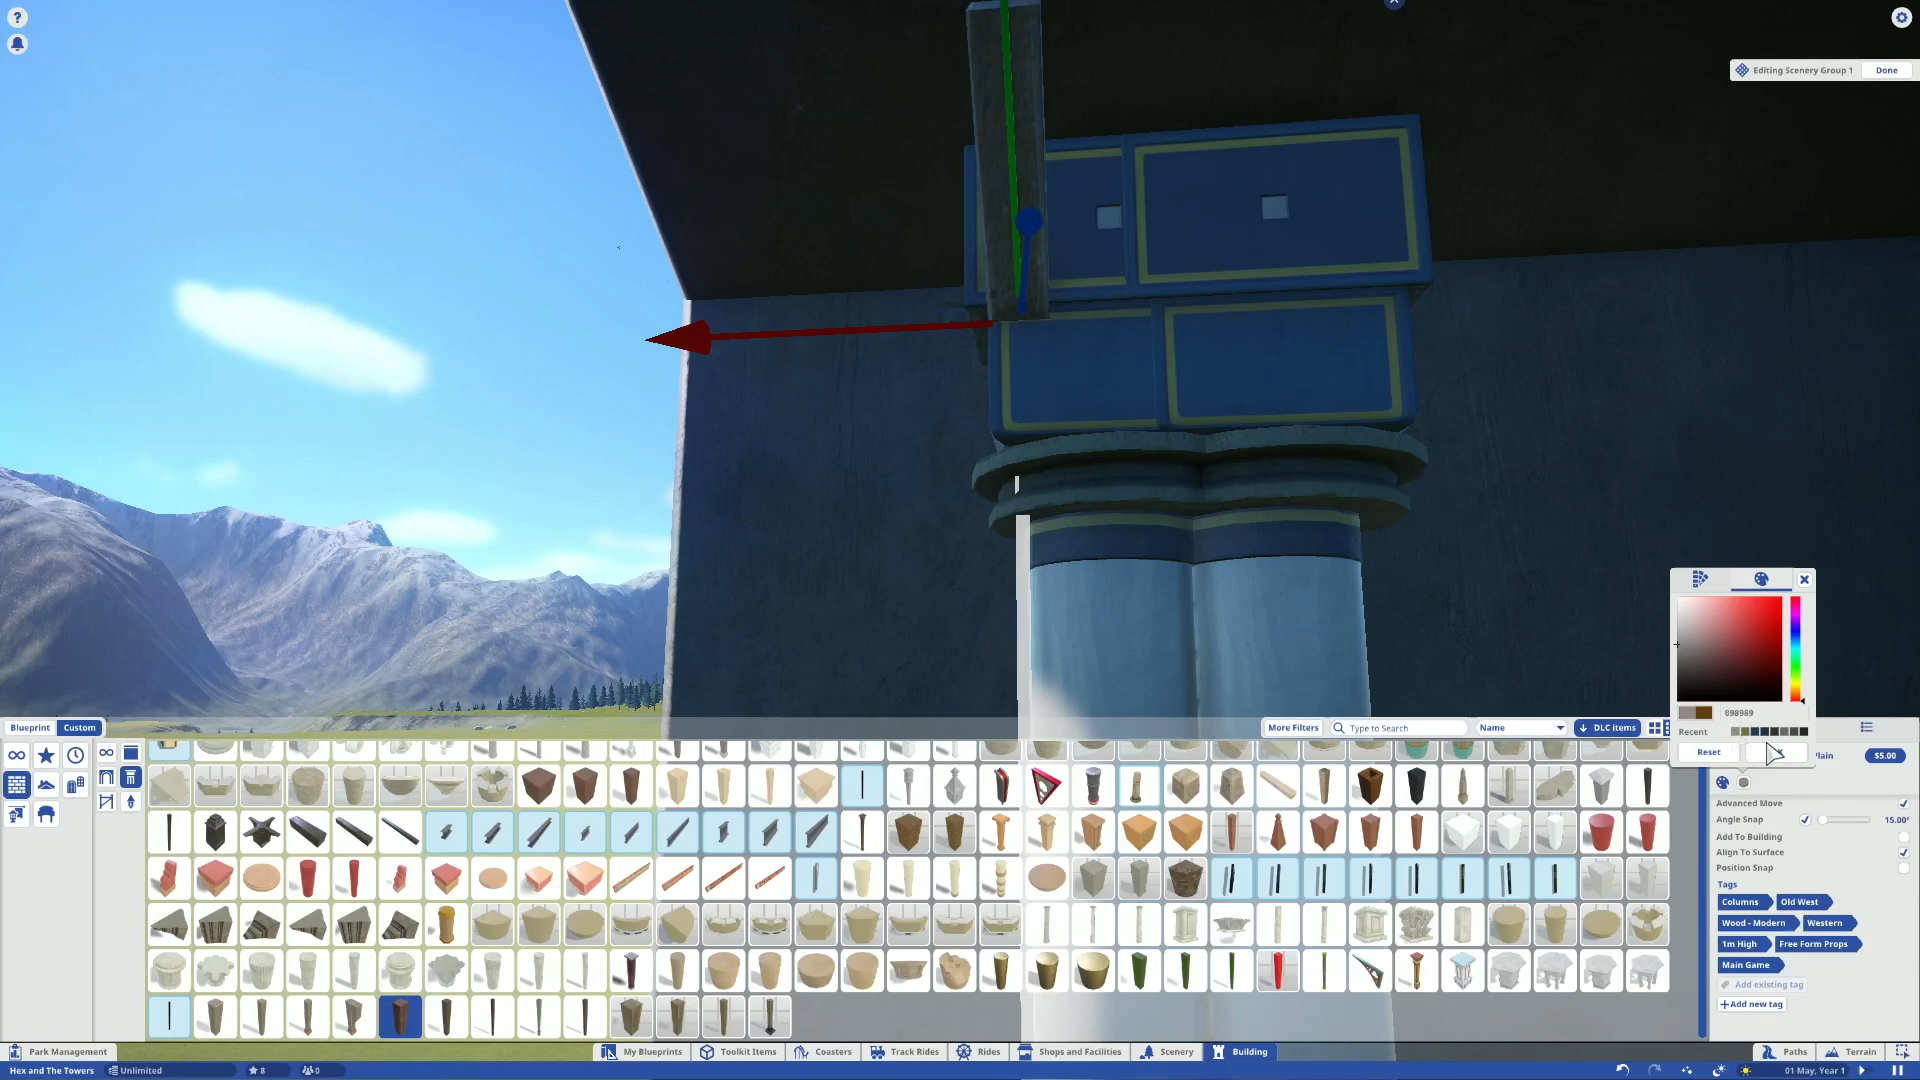 ?
Editing Scenery Group 1
Done
Blueprint
Custom
More Filters
Type to Search
Name
DLC items
698989
Recent
Reset
Plain
$5.00
Advanced Move
Angle Snap
15.00°
Add To Building
Align To Surface
Position Snap
Tags
Columns
Old West
Wood - Modern
Western
1m High
Free Form Props
Main Game
Add existing tag
+Add new tag
Park Management
My Blueprints
Toolkit Items
Coasters
Track Rides
Rides
Shops and Facilities
Scenery
Building
Paths
Terrain
Hex and The Towers
Unlimited
8
0
01 May, Year 1